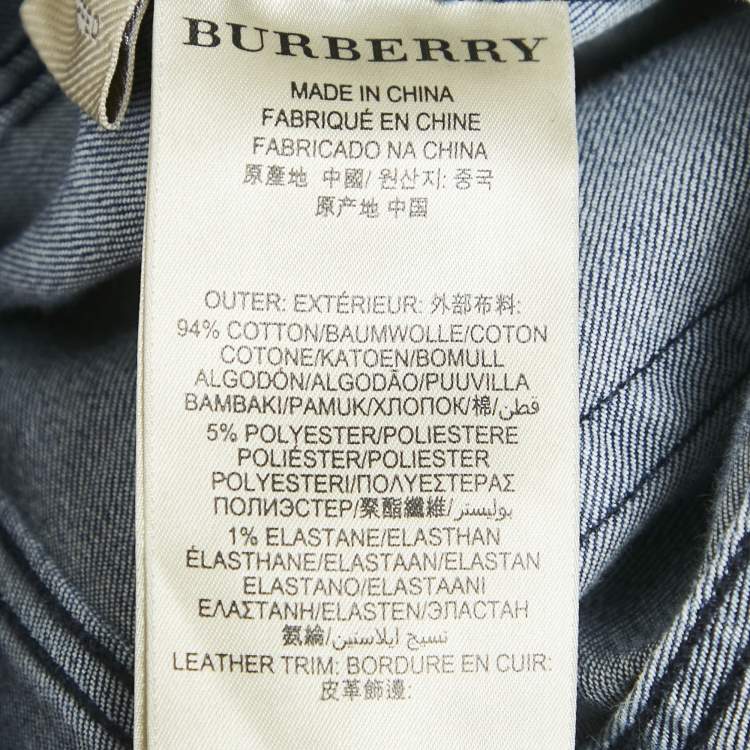 BURBERRY
MADE IN CHINA
FABRIQUÉ EN CHINE
FABRICADO NA CHINA
原產地 中國/ 원산지: 중국
原产地 中国
OUTER: EXTÉRIEUR: 外部布料:
94% COTTON/BAUMWOLLE/COTON
COTONE/KATOEN/BOMULL
ALGODÓN/ALGODÃO/PUUVILLA
BAMBAKI/PAMUK/ХЛОПОК/棉/قطن
5% POLYESTER/POLIESTERE
POLIÉSTER/POLIESTER
POLYESTERI/ΠΟΛΥΕΣΤΕΡΑΣ
ПОЛИЭСТЕР/聚酯纖維/بوليستر
1% ELASTANE/ELASTHAN
ÉLASTHANE/ELASTAAN/ELASTAN
ELASTANO/ELASTAANI
ΕΛΑΣΤΑΝΗ/ELASTEN/ЭЛАСТАН
氨綸/نسيج ايلاستين
LEATHER TRIM: BORDURE EN CUIR:
皮革飾邊: